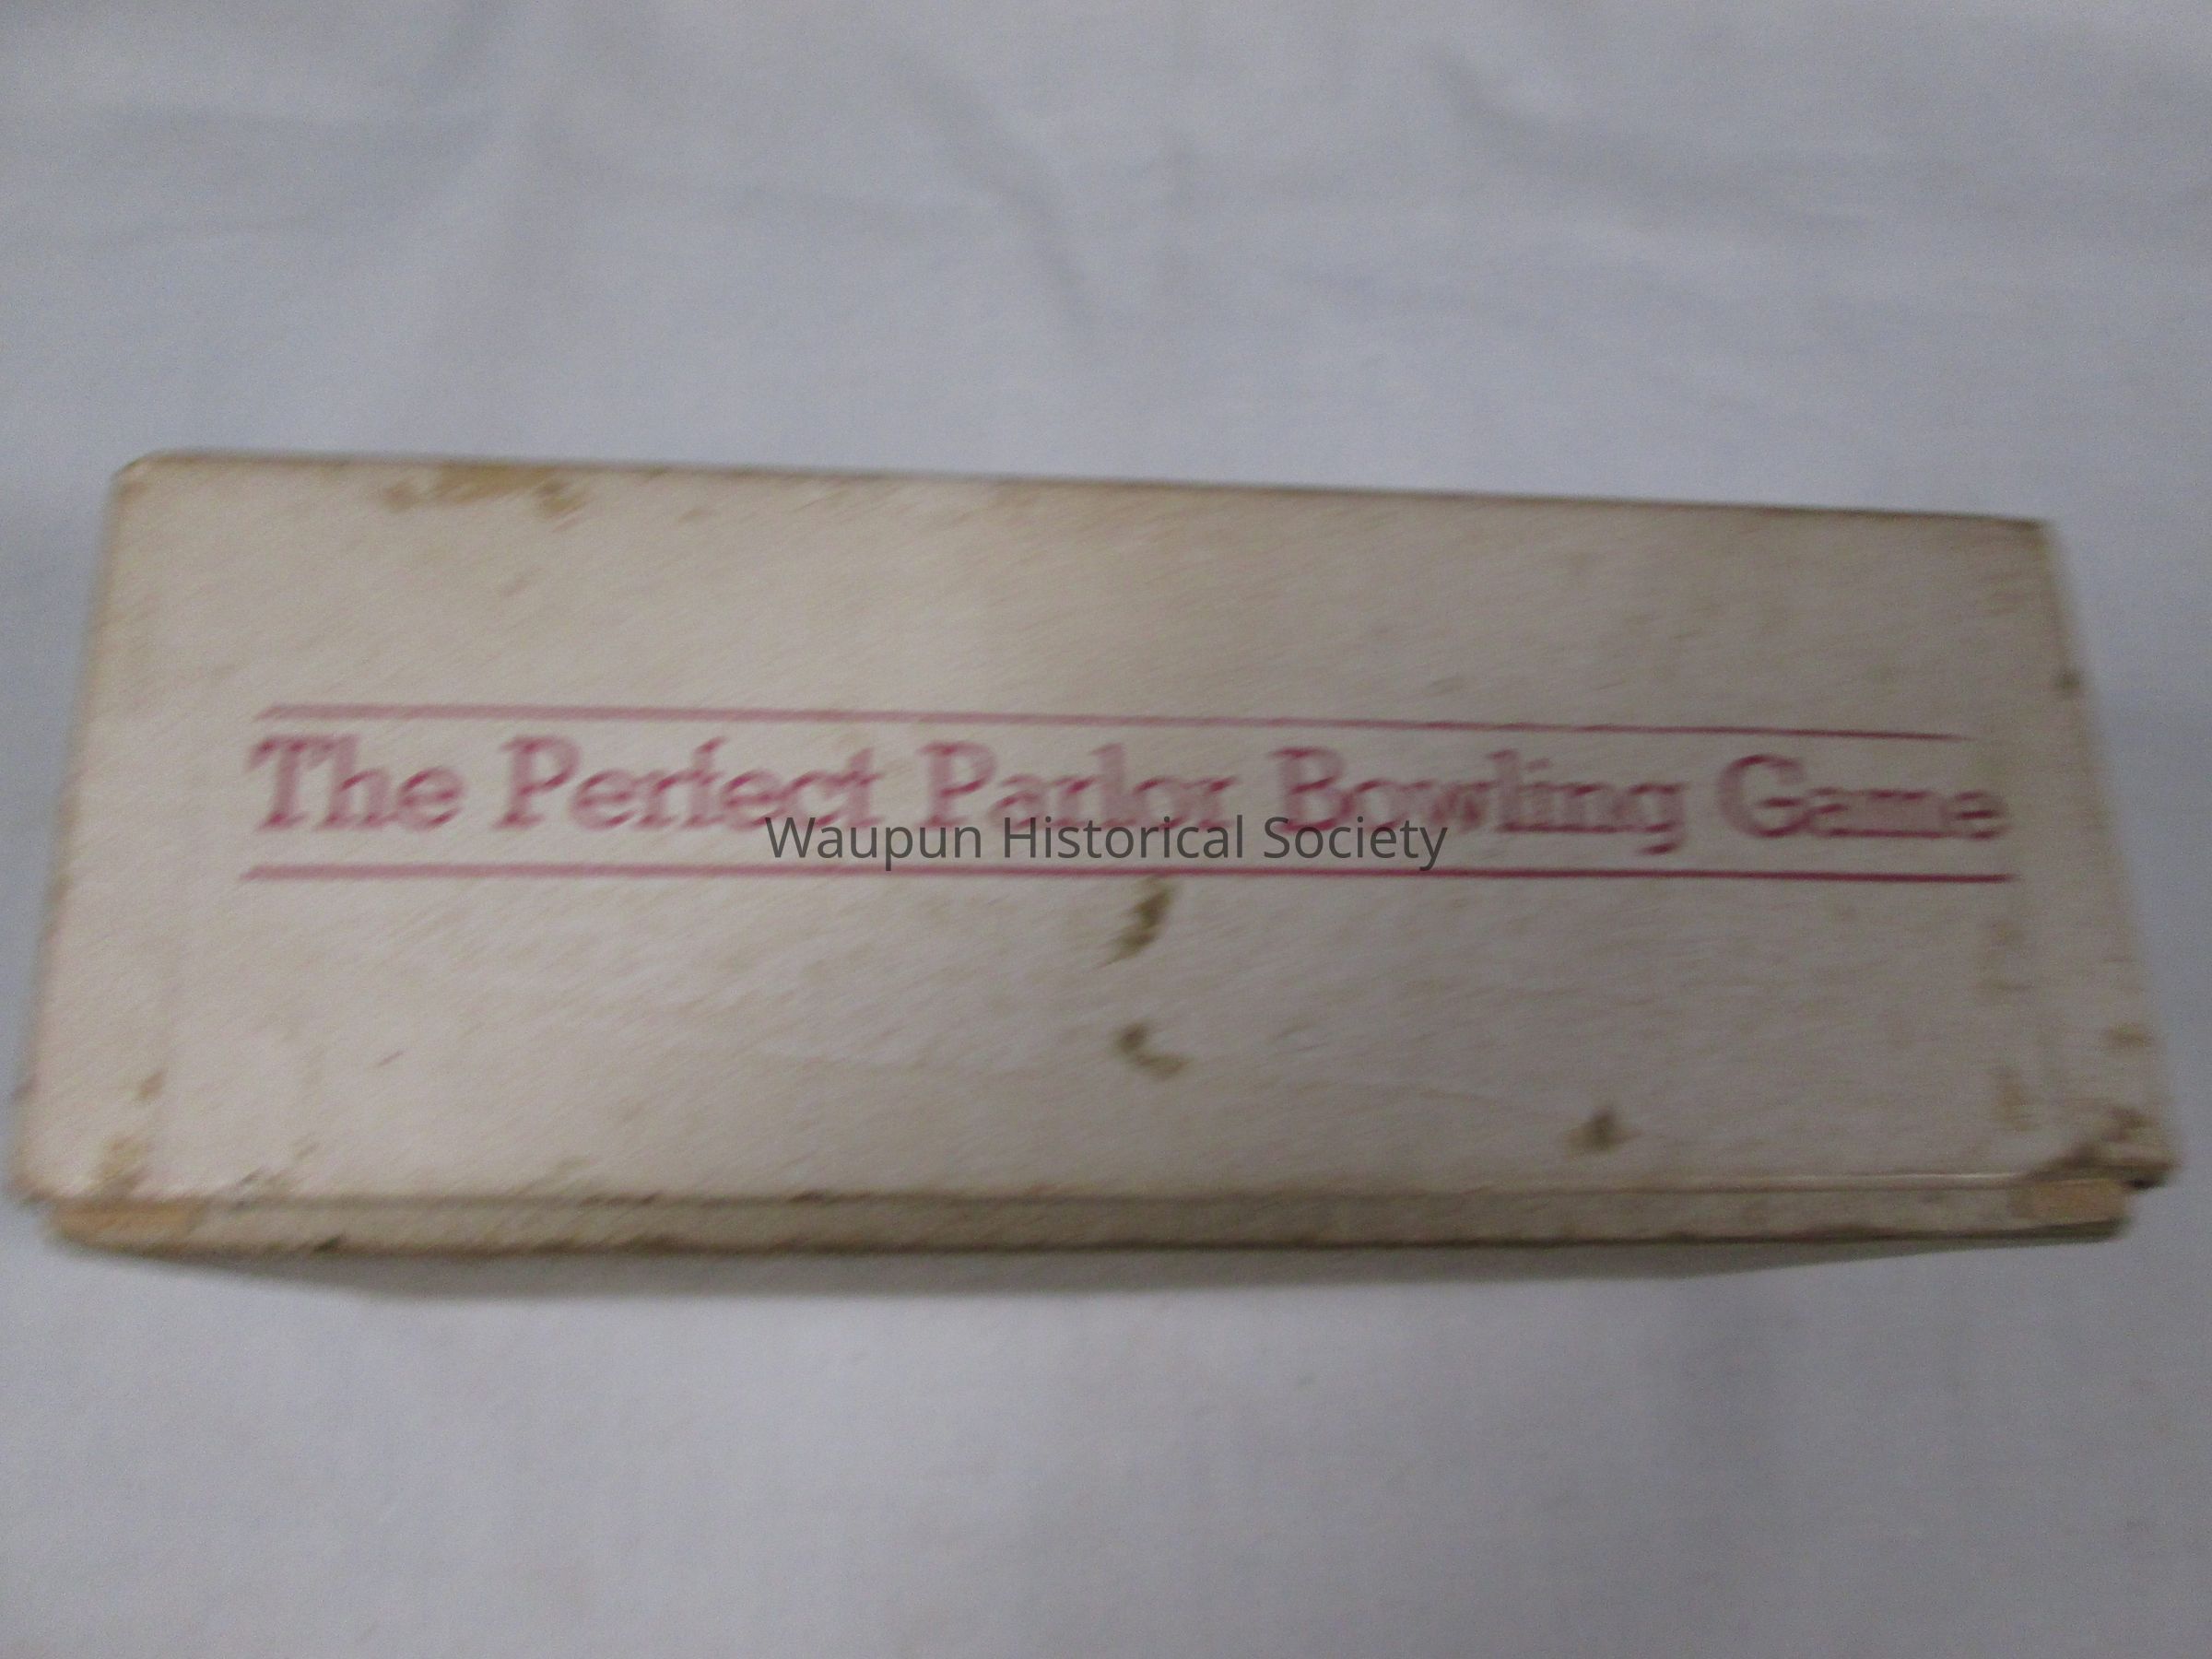 The Perfect Parlor Bowling Game
Waupun Historical Society